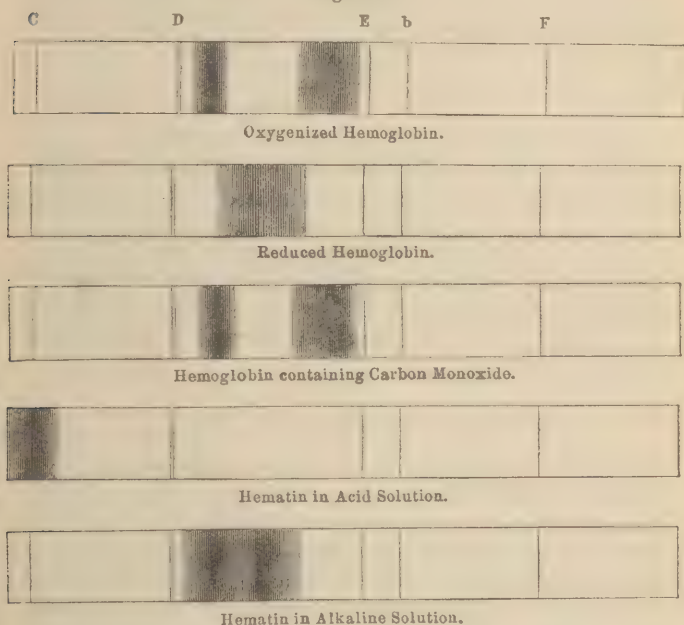 C D E b F
Oxygenized Hemoglobin.
Reduced Hemoglobin.
Hemoglobin containing Carbon Monoxide.
Hematin in Acid Solution.
Hematin in Alkaline Solution.